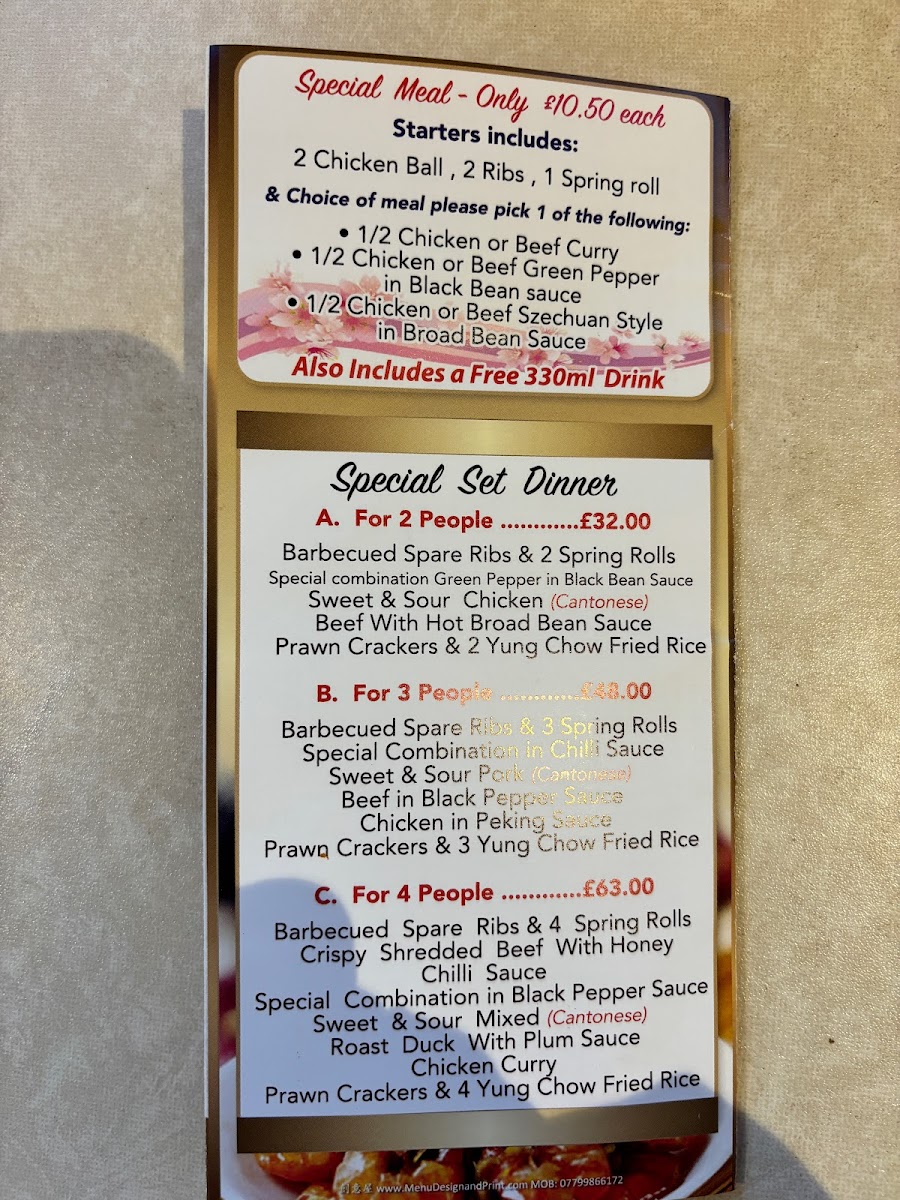 Special Meal - Only £10.50 each
Starters includes:
2 Chicken Ball , 2 Ribs , 1 Spring roll
& Choice of meal please pick 1 of the following:
• 1/2 Chicken or Beef Curry
• 1/2 Chicken or Beef Green Pepper
in Black Bean sauce
• 1/2 Chicken or Beef Szechuan Style
in Broad Bean Sauce
Also Includes a Free 330ml Drink
Special Set Dinner
A. For 2 People .............£32.00
Barbecued Spare Ribs & 2 Spring Rolls
Special combination Green Pepper in Black Bean Sauce
Sweet & Sour Chicken (Cantonese)
Beef With Hot Broad Bean Sauce
Prawn Crackers & 2 Yung Chow Fried Rice
B. For 3 People .............£48.00
Barbecued Spare Ribs & 3 Spring Rolls
Special Combination in Chilli Sauce
Sweet & Sour Pork (Cantonese)
Beef in Black Pepper Sauce
Chicken in Peking Sauce
Prawn Crackers & 3 Yung Chow Fried Rice
C. For 4 People ............£63.00
Barbecued Spare Ribs & 4 Spring Rolls
Crispy Shredded Beef With Honey
Chilli Sauce
Special Combination in Black Pepper Sauce
Sweet & Sour Mixed (Cantonese)
Roast Duck With Plum Sauce
Chicken Curry
Prawn Crackers & 4 Yung Chow Fried Rice
創意屋 www.MenuDesignandPrint.com MOB: 07799866172